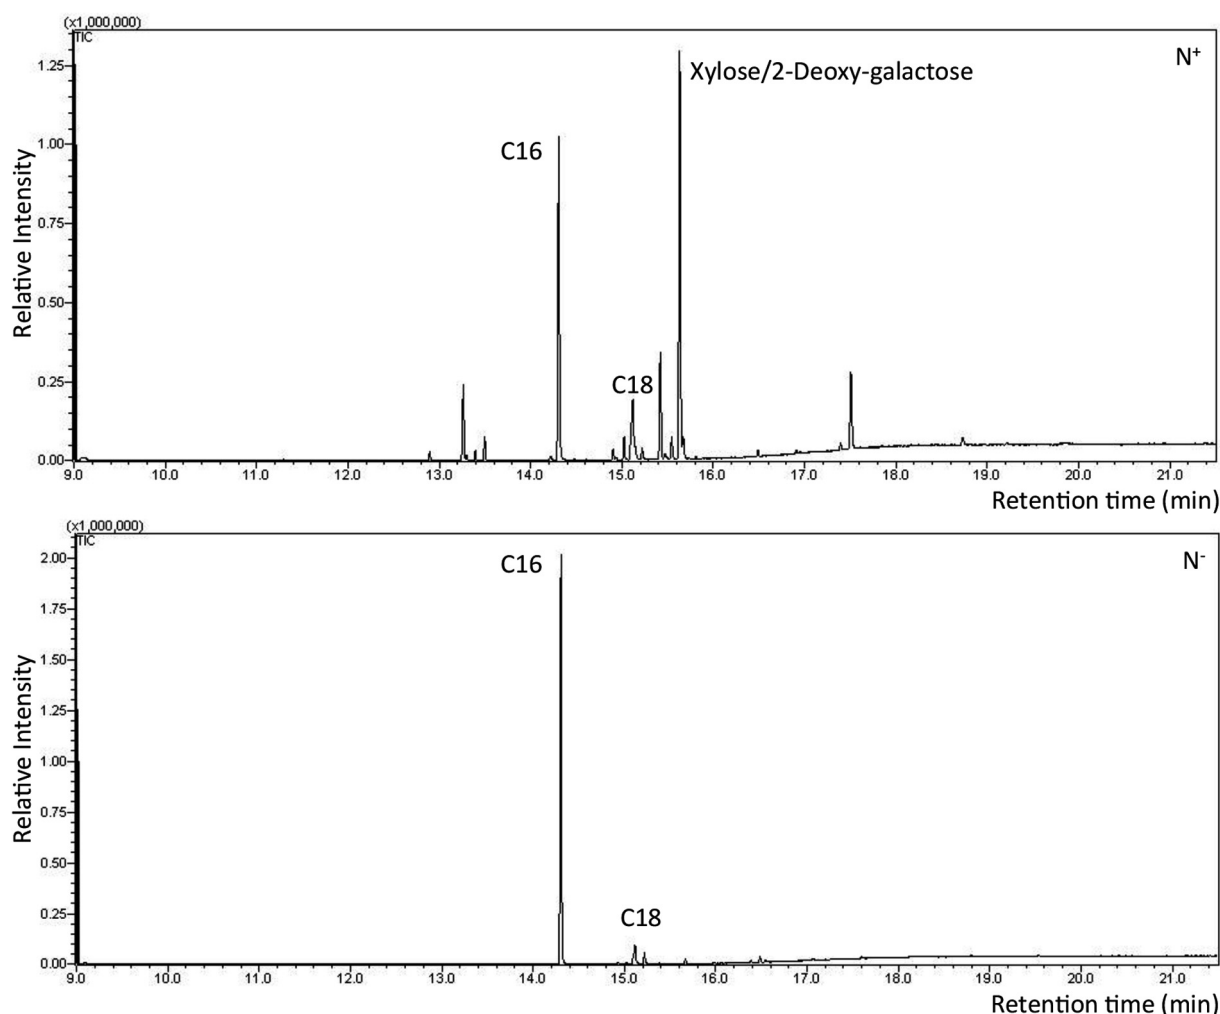 (x1,000,000)
TIC
N+
1.25
Xylose/2-Deoxy-galactose
C16
1.00
0.75
0.50
C18
0.25
0.00
9.0 10.0 11.0 12.0 13.0 14.0 15.0 16.0 17.0 18.0 19.0 20.0 21.0
Relative Intensity
Retention time (min)
(x1,000,000)
TIC
N-
2.00
C16
1.75
1.50
1.25
1.00
0.75
0.50
C18
0.25
0.00
9.0 10.0 11.0 12.0 13.0 14.0 15.0 16.0 17.0 18.0 19.0 20.0 21.0
Relative Intensity
Retention time (min)